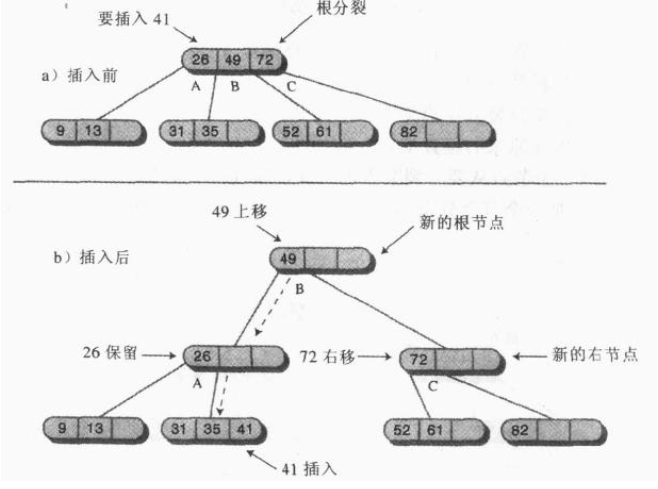 要插入 41
根分裂
26 49 72
a）插入前
A B C
9 13
31 35
52 61
82
49 上移
新的根节点
b）插入后
49
B
26 保留
26
72 右移
72
新的右节点
A
C
9 13
31 35 41
52 61
82
41 插入